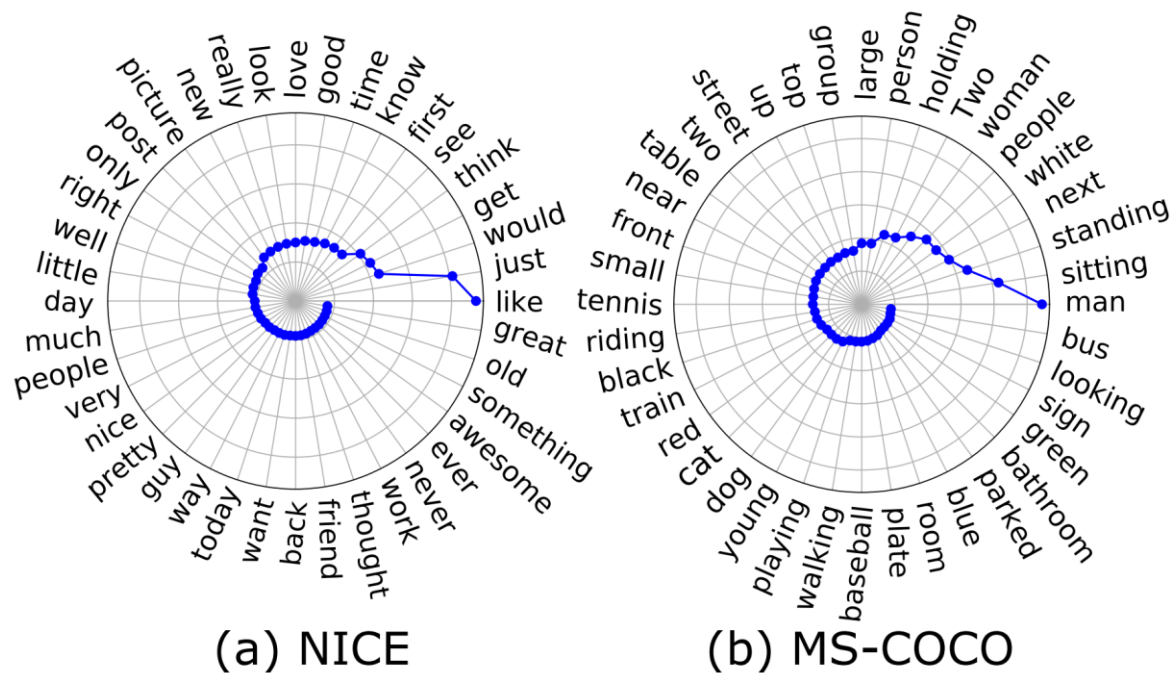 like
just
would
get
think
see
first
know
time
good
love
look
really
new
picture
post
only
right
well
little
day
much
people
very
nice
pretty
guy
way
today
want
back
friend
thought
work
never
ever
awesome
something
old
great
(a) NICE
man
sitting
standing
next
white
people
woman
Two
holding
person
large
group
top
up
street
two
table
near
front
small
tennis
riding
black
train
red
cat
dog
young
playing
walking
baseball
plate
room
blue
parked
bathroom
green
sign
looking
bus
(b) MS-COCO